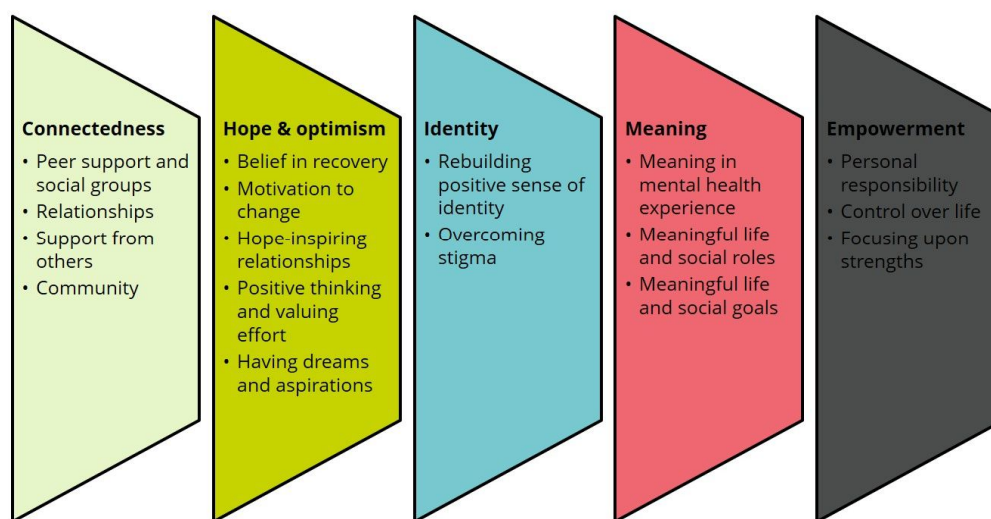 Connectedness
• Peer support and
social groups
• Relationships
• Support from
others
• Community
Hope & optimism
• Belief in recovery
• Motivation to
change
• Hope-inspiring
relationships
• Positive thinking
and valuing
effort
• Having dreams
and aspirations
Identity
• Rebuilding
positive sense of
identity
• Overcoming
stigma
Meaning
• Meaning in
mental health
experience
• Meaningful life
and social roles
• Meaningful life
and social goals
Empowerment
• Personal
responsibility
• Control over life
• Focusing upon
strengths